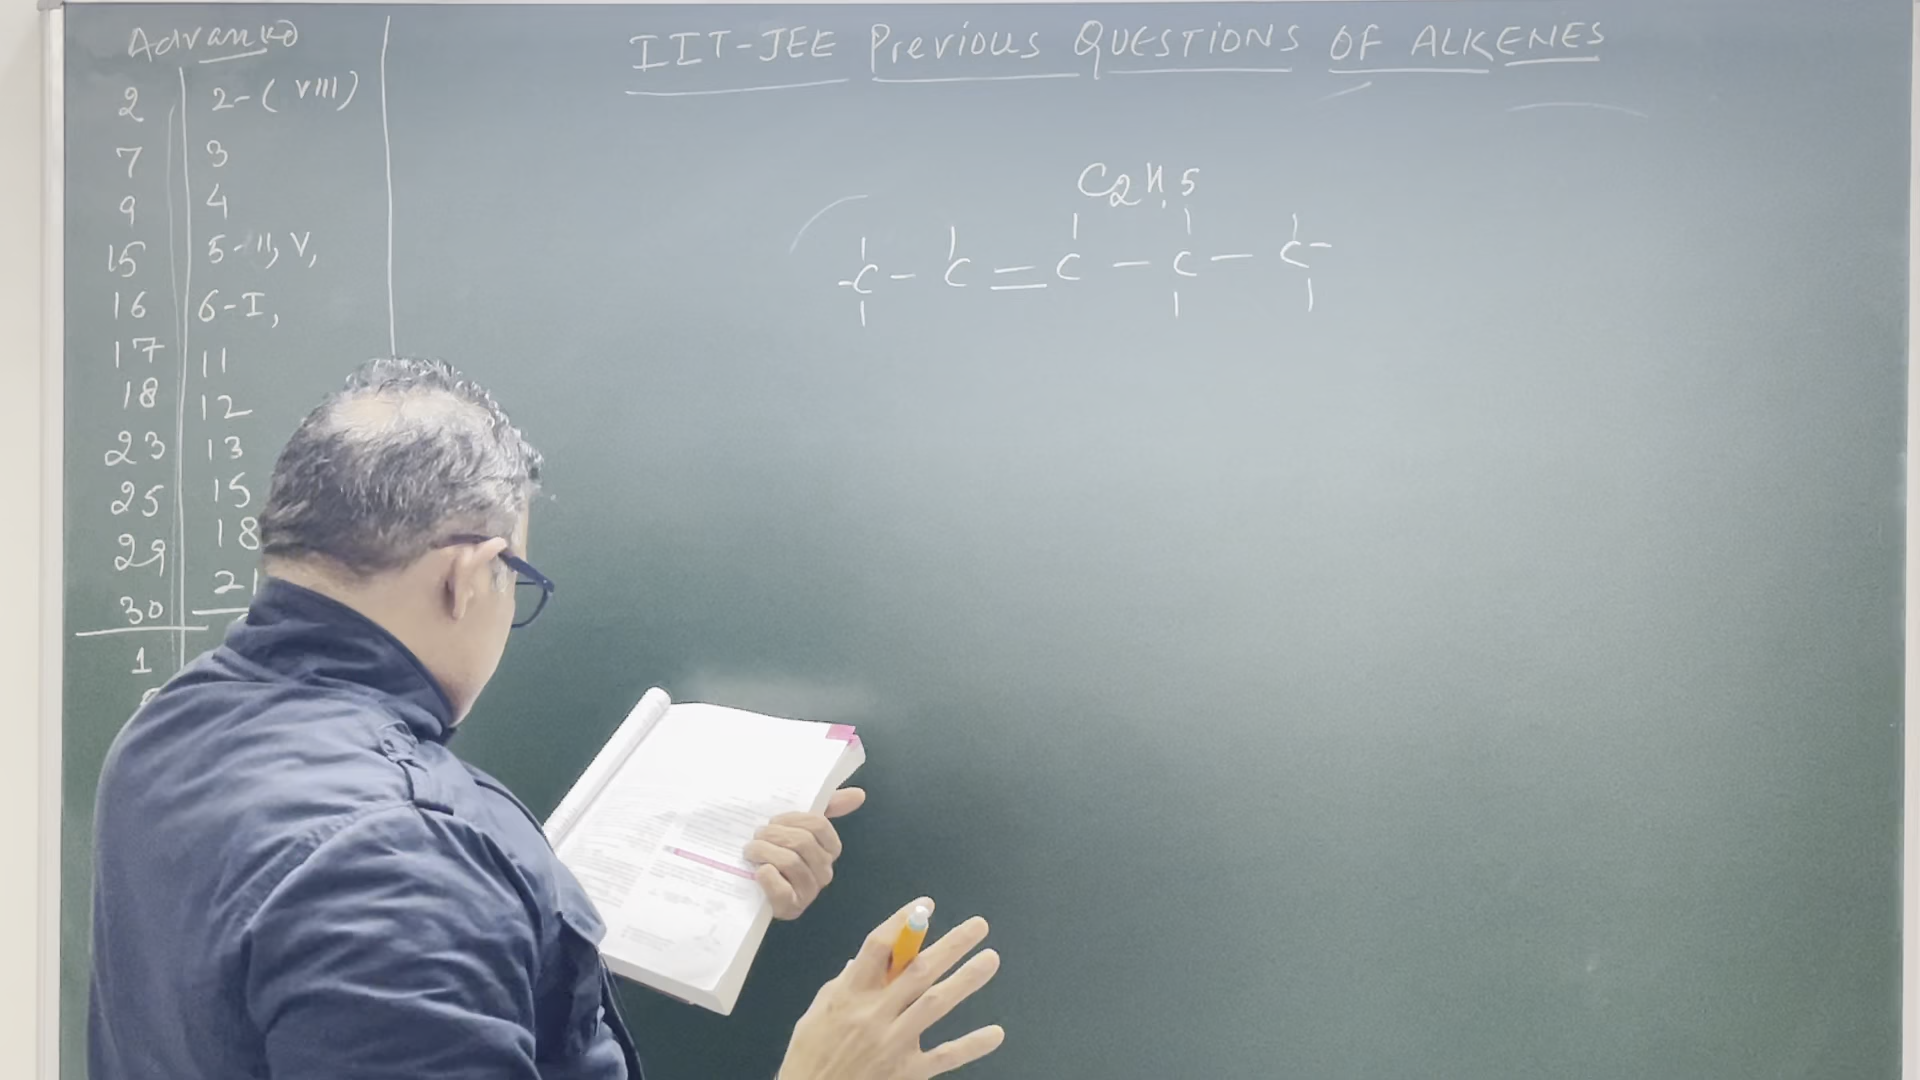 Advanced
IIT-JEE Previous QUESTIONS OF ALKENES
2 2-(VIII)
7 3
9 4
15 5-II, V,
16 6-I,
17 11
18 12
23 13
25 15
29 18
30 21
1
C2H5
-C-C=C-C-C-